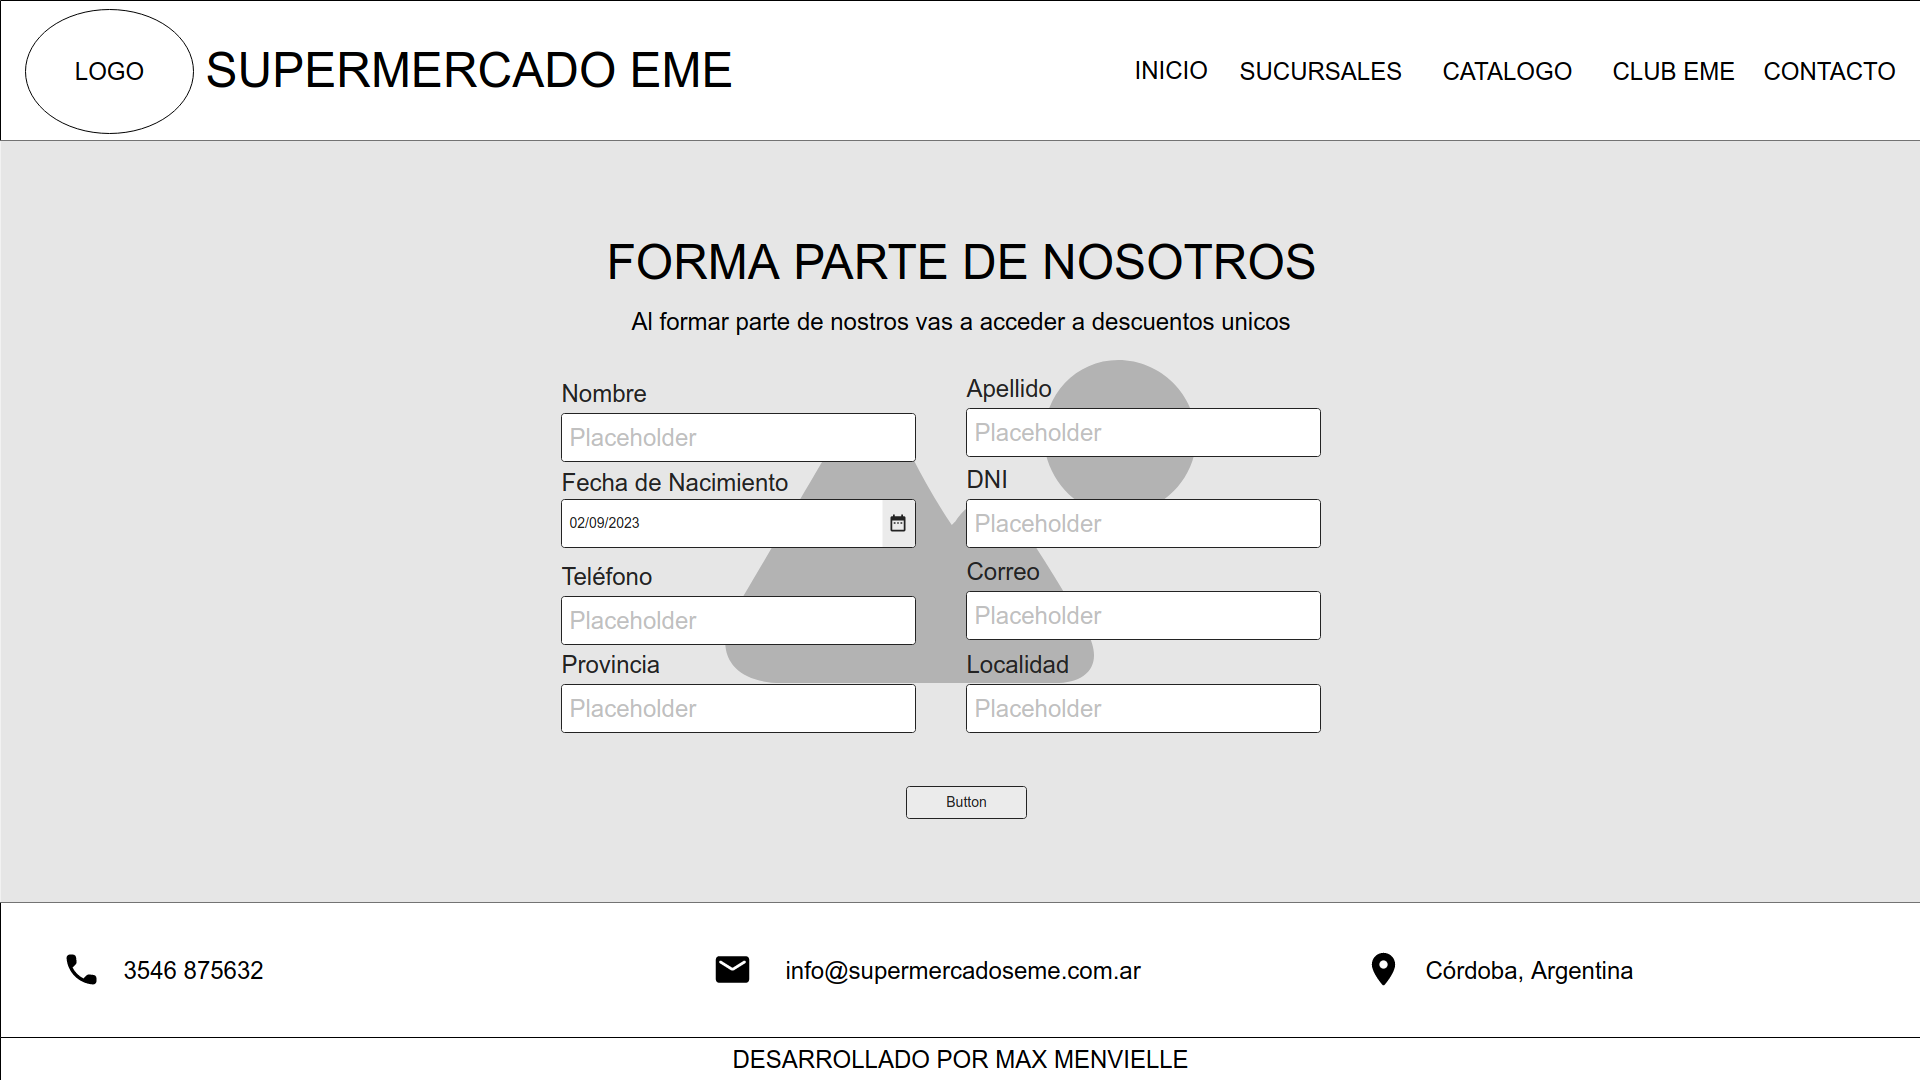 LOGO
SUPERMERCADO EME
INICIO
SUCURSALES
CATALOGO
CLUB EME
CONTACTO
FORMA PARTE DE NOSOTROS
Al formar parte de nostros vas a acceder a descuentos unicos
Nombre
Placeholder
Apellido
Placeholder
Fecha de Nacimiento
02/09/2023
DNI
Placeholder
Teléfono
Placeholder
Correo
Placeholder
Provincia
Placeholder
Localidad
Placeholder
Button
3546 875632
info@supermercadoseme.com.ar
Córdoba, Argentina
DESARROLLADO POR MAX MENVIELLE